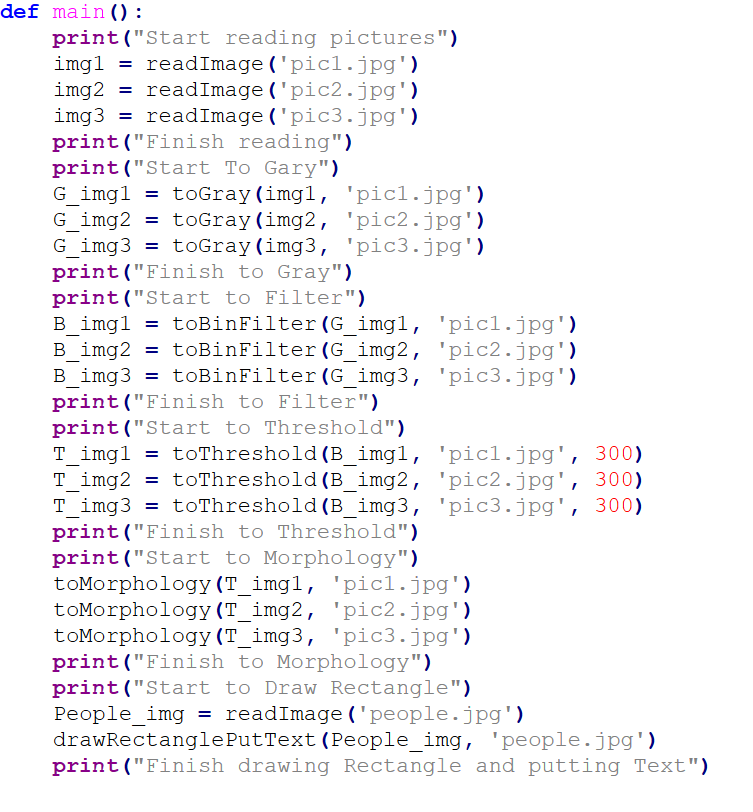 def main():
    print("Start reading pictures")
    img1 = readImage('pic1.jpg')
    img2 = readImage('pic2.jpg')
    img3 = readImage('pic3.jpg')
    print("Finish reading")
    print("Start To Gary")
    G_img1 = toGray(img1, 'pic1.jpg')
    G_img2 = toGray(img2, 'pic2.jpg')
    G_img3 = toGray(img3, 'pic3.jpg')
    print("Finish to Gray")
    print("Start to Filter")
    B_img1 = toBinFilter(G_img1, 'pic1.jpg')
    B_img2 = toBinFilter(G_img2, 'pic2.jpg')
    B_img3 = toBinFilter(G_img3, 'pic3.jpg')
    print("Finish to Filter")
    print("Start to Threshold")
    T_img1 = toThreshold(B_img1, 'pic1.jpg', 300)
    T_img2 = toThreshold(B_img2, 'pic2.jpg', 300)
    T_img3 = toThreshold(B_img3, 'pic3.jpg', 300)
    print("Finish to Threshold")
    print("Start to Morphology")
    toMorphology(T_img1, 'pic1.jpg')
    toMorphology(T_img2, 'pic2.jpg')
    toMorphology(T_img3, 'pic3.jpg')
    print("Finish to Morphology")
    print("Start to Draw Rectangle")
    People_img = readImage('people.jpg')
    drawRectanglePutText(People_img, 'people.jpg')
    print("Finish drawing Rectangle and putting Text")